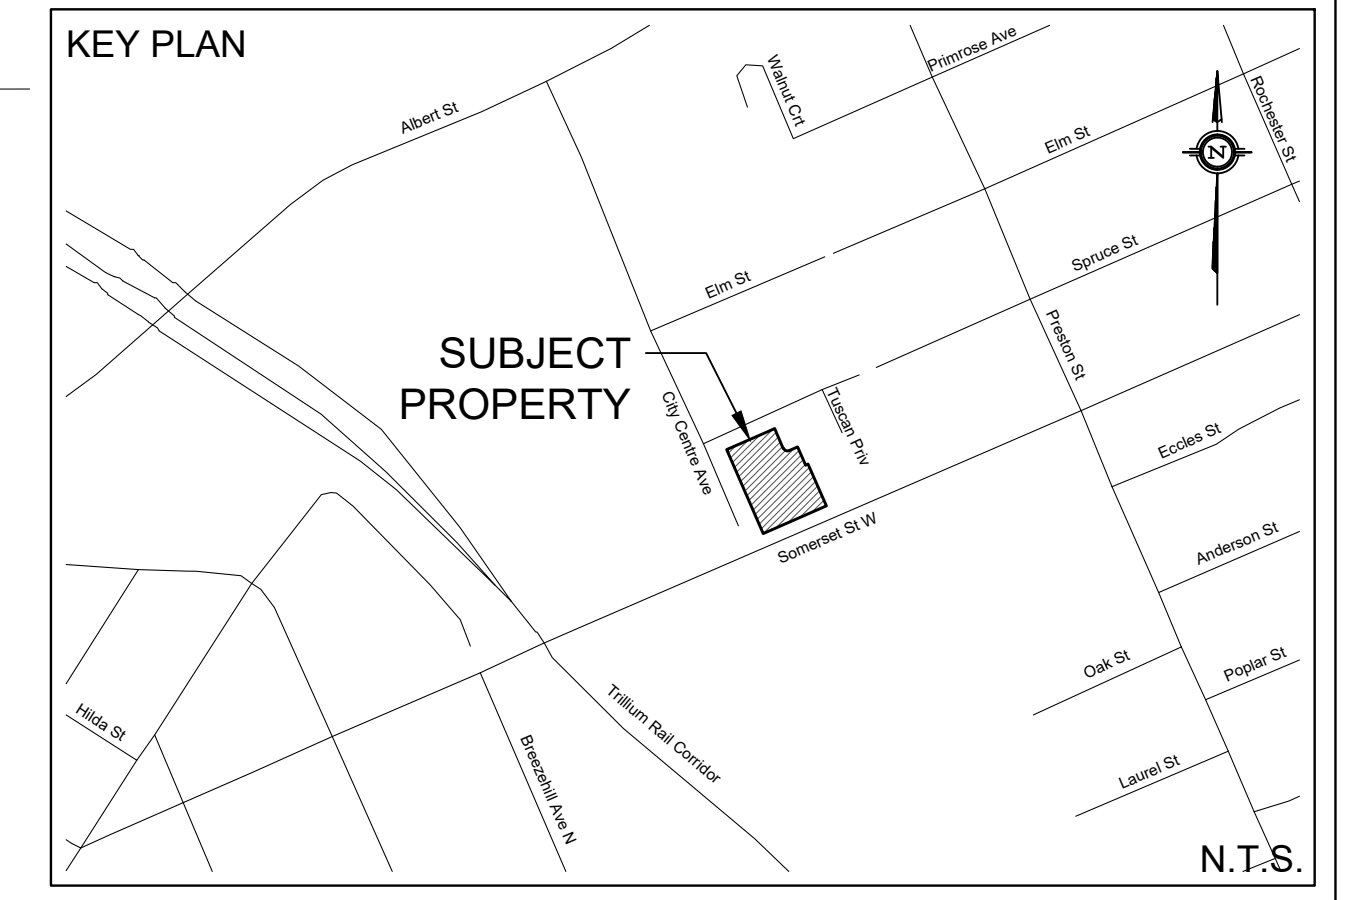 KEY PLAN
Primrose Ave
Walnut Crt
Albert St
Rochester St
Elm St
N
Spruce St
Elm St
Preston St
SUBJECT
PROPERTY
City Centre Ave
Tuscan Priv
Eccles St
Somerset St W
Anderson St
Oak St
Poplar St
Trillium Rail Corridor
Hilda St
Breezehill Ave N
Laurel St
N.T.S.